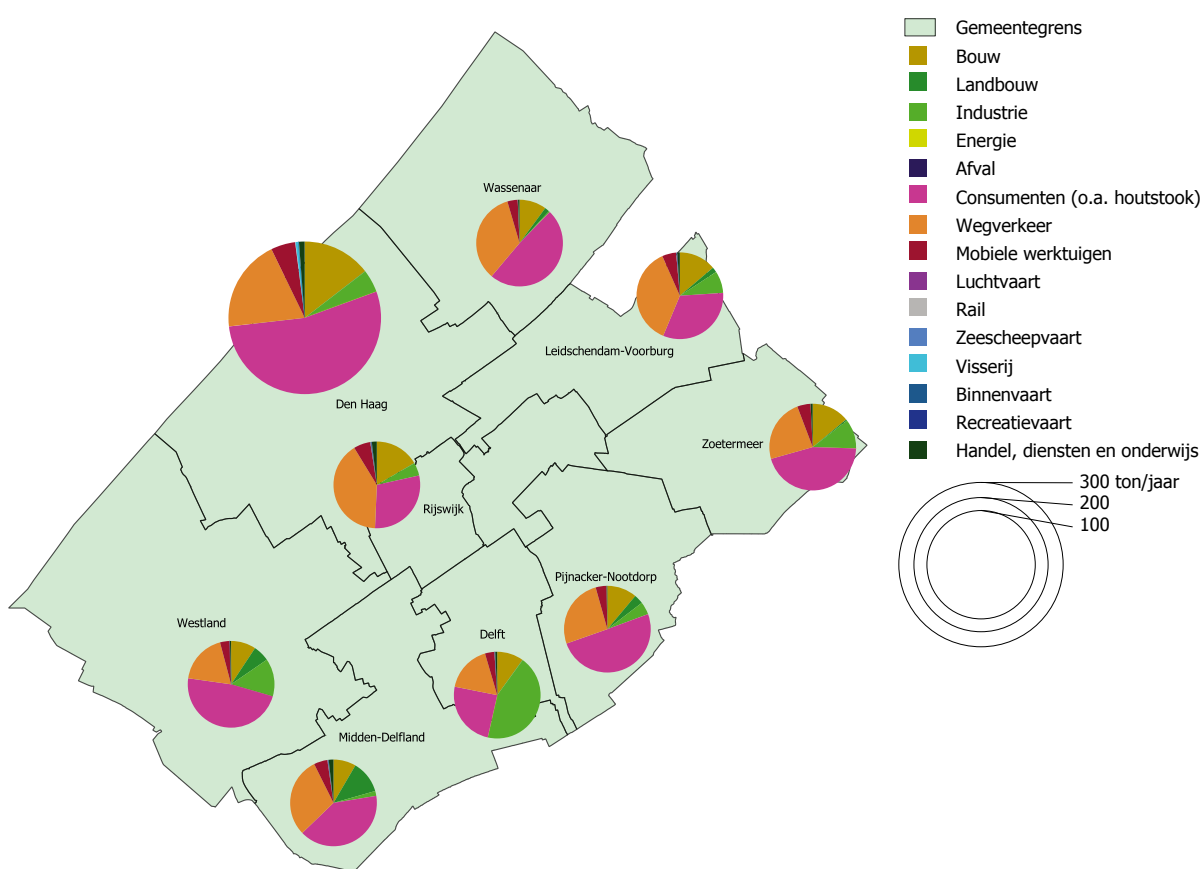 Wassenaar
Leidschendam-Voorburg
Den Haag
Zoetermeer
Rijswijk
Pijnacker-Nootdorp
Westland
Delft
Midden-Delfland
Gemeentegrens
Bouw
Landbouw
Industrie
Energie
Afval
Consumenten (o.a. houtstook)
Wegverkeer
Mobiele werktuigen
Luchtvaart
Rail
Zeescheepvaart
Visserij
Binnenvaart
Recreatievaart
Handel, diensten en onderwijs
300 ton/jaar
200
100